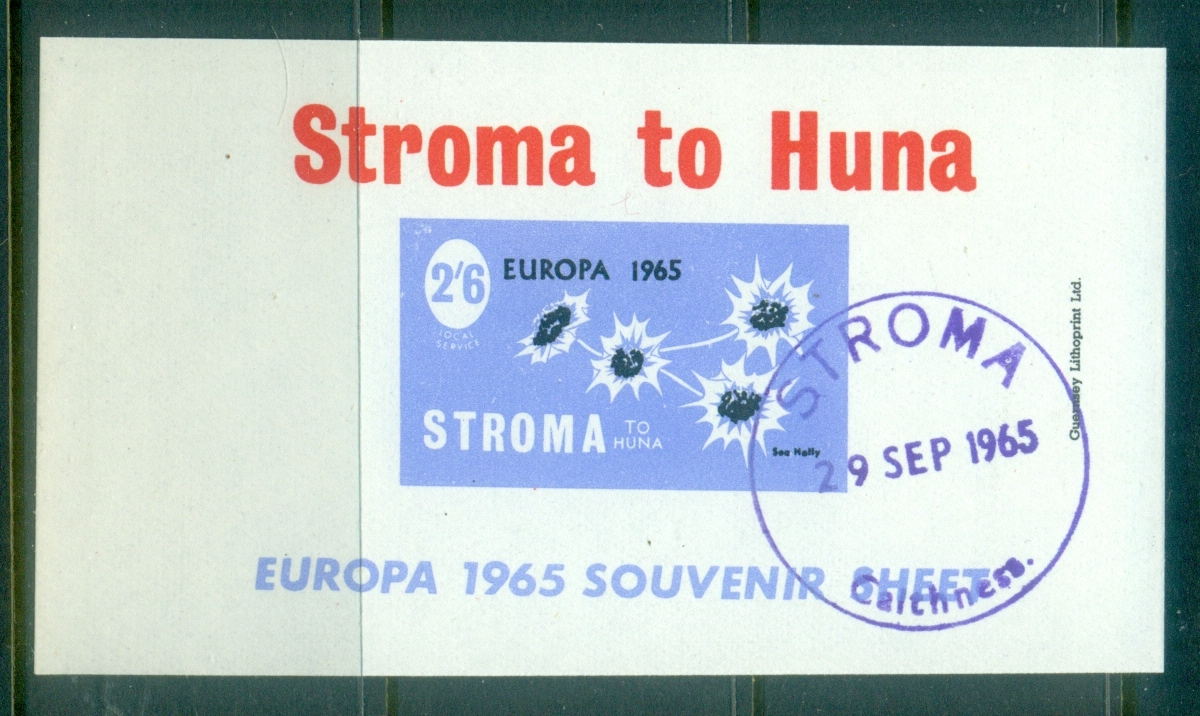 Stroma to Huna
2'6
EUROPA 1965
LOCAL
SERVICE
STROMA TO HUNA
Sea Holly
Guernsey Lithoprint Ltd.
STROMA
29 SEP 1965
Caithness.
EUROPA 1965 SOUVENIR SHEET